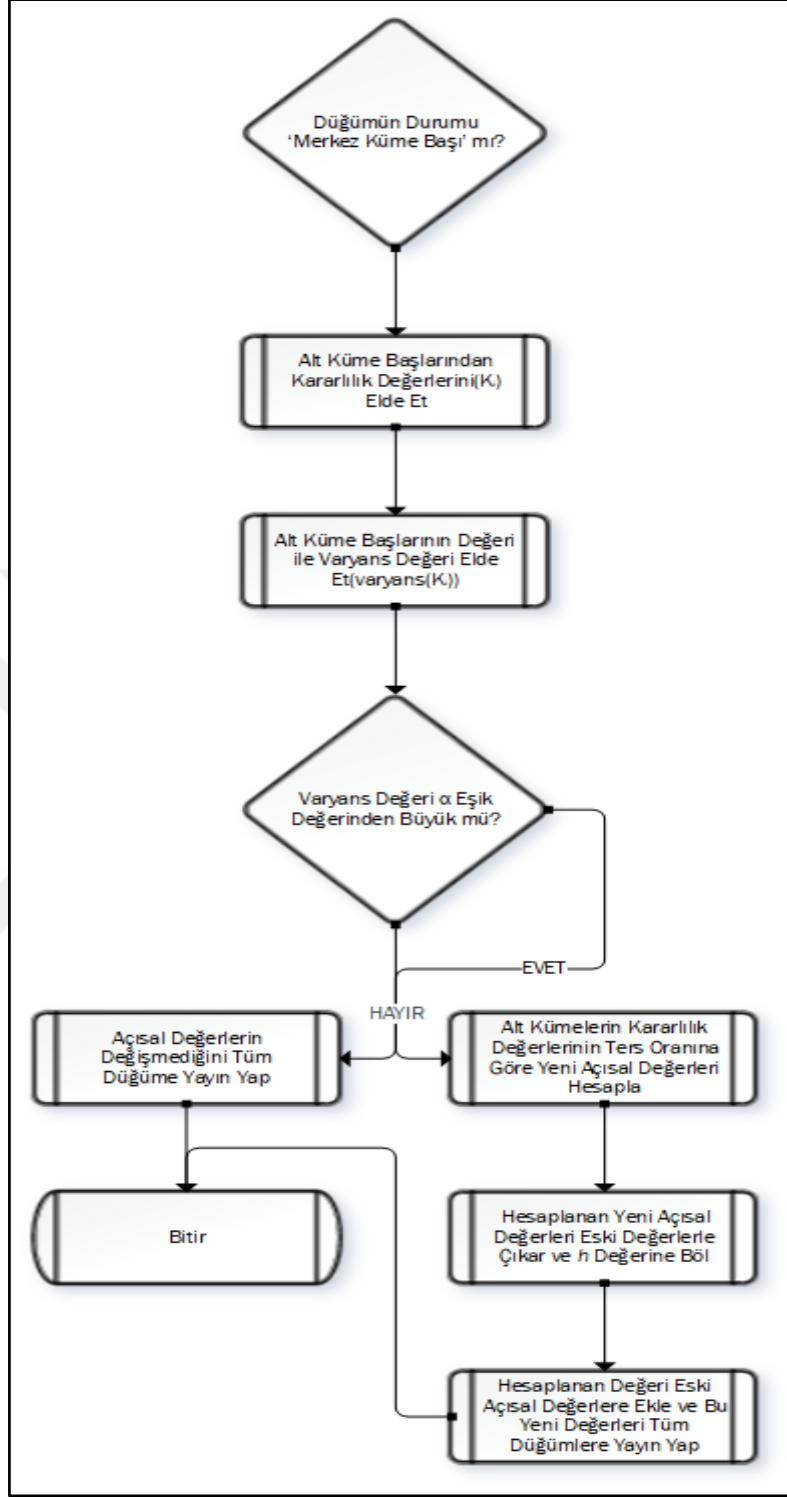 Düğümün Durumu
‘Merkez Küme Başı’ mı?
Alt Küme Başlarından
Kararlılık Değerlerini(Kᵢ)
Elde Et
Alt Küme Başlarının Değeri
ile Varyans Değeri Elde
Et(varyans(Kᵢ))
Varyans Değeri α Eşik
Değerinden Büyük mü?
EVET
HAYIR
Açısal Değerlerin
Değişmediğini Tüm
Düğüme Yayın Yap
Alt Kümelerin Kararlılık
Değerlerinin Ters Oranına
Göre Yeni Açısal Değerleri
Hesapla
Bitir
Hesaplanan Yeni Açısal
Değerleri Eski Değerlerle
Çıkar ve h Değerine Böl
Hesaplanan Değeri Eski
Açısal Değerlere Ekle ve Bu
Yeni Değerleri Tüm
Düğümlere Yayın Yap